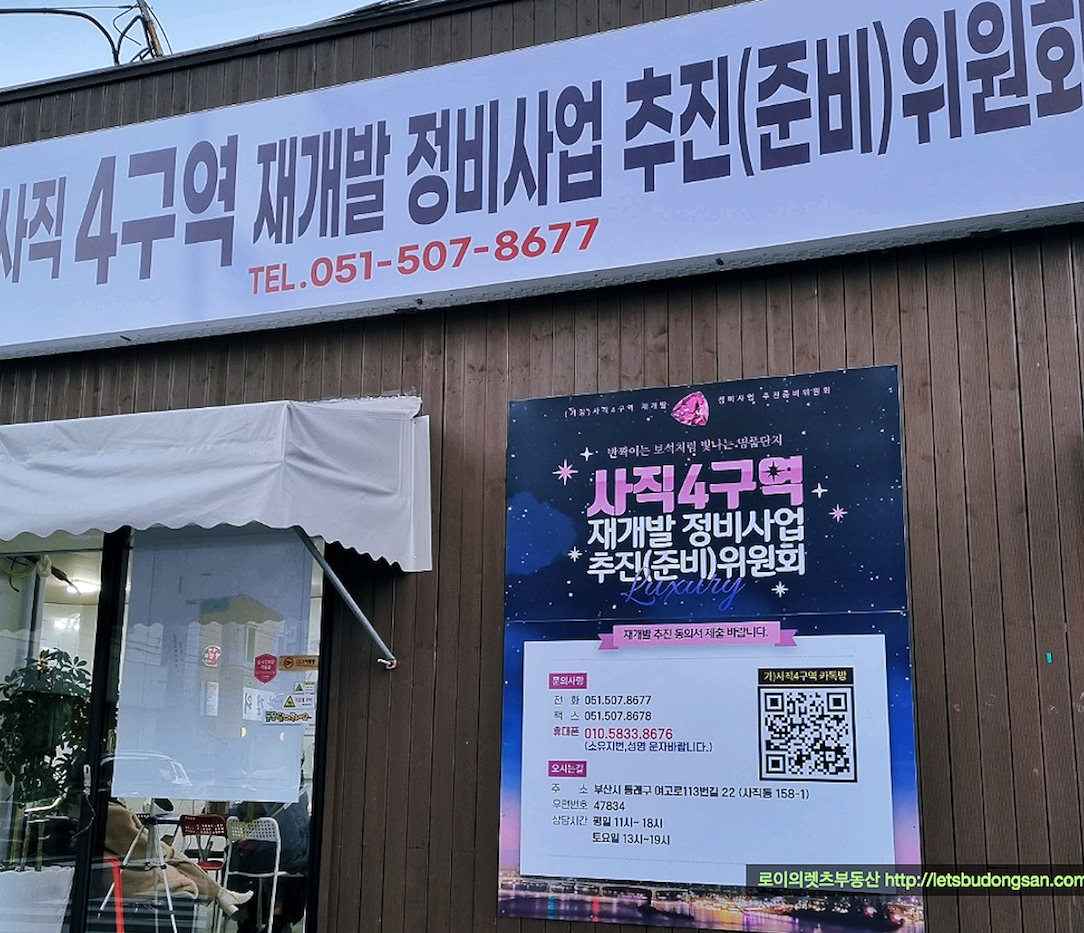 사직 4구역 재개발 정비사업 추진(준비)위원회
TEL.051-507-8677
(가칭)사직4구역 재개발 정비사업 추진준비위원회
반짝이는 보석처럼 빛나는 명품단지
사직4구역
재개발 정비사업
추진(준비)위원회
Luxury
재개발 추진 동의서 제출 바랍니다.
문의사항
전 화 051.507.8677
팩 스 051.507.8678
휴대폰 010.5833.8676
(소유지번,성명 문자바랍니다.)
가)사직4구역 카톡방
오시는길
주 소 부산시 동래구 여고로113번길 22 (사직동 158-1)
우편번호 47834
상담시간 평일 11시~18시
토요일 13시~19시
로이의렛츠부동산 http://letsbudongsan.com